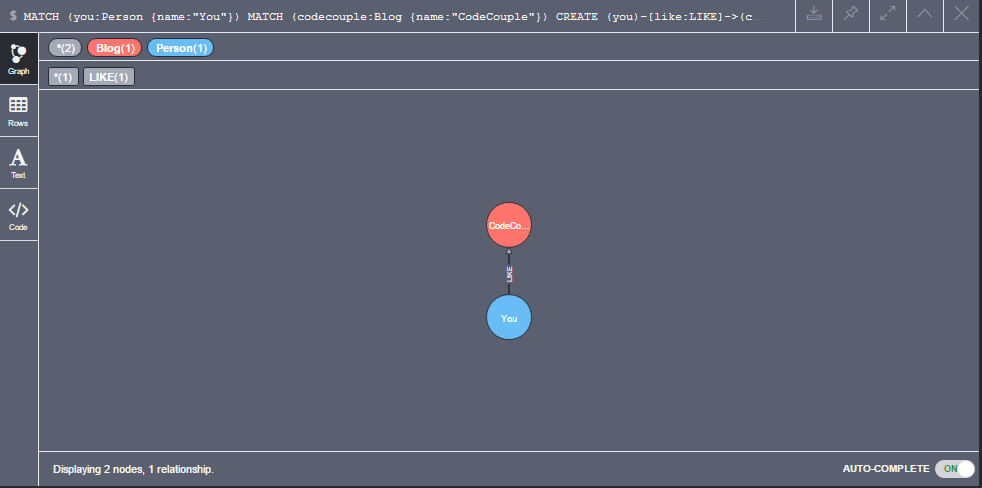 $ MATCH (you:Person {name:"You"}) MATCH (codecouple:Blog {name:"CodeCouple"}) CREATE (you)-[like:LIKE]->(c…
*(2) Blog(1) Person(1)
*(1) LIKE(1)
Graph
Rows
A
Text
</>
Code
CodeCo...
LIKE
You
Displaying 2 nodes, 1 relationship.
AUTO-COMPLETE ON